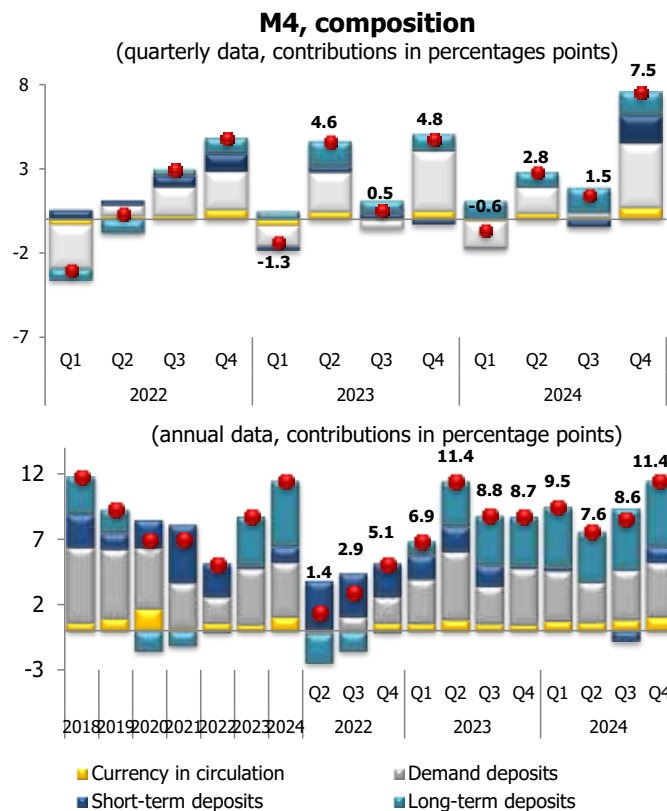 M4, composition
(quarterly data, contributions in percentages points)
7.5
8
4.6
4.8
2.8
3
0.5
1.5
-0.6
-1.3
-2
-7
Q1 Q2 Q3 Q4 Q1 Q2 Q3 Q4 Q1 Q2 Q3 Q4
2022 2023 2024
(annual data, contributions in percentage points)
12
11.4
11.4
9.5
8.8 8.7
8.6
7.6
7
6.9
5.1
2.9
2
1.4
-3
Q2 Q3 Q4 Q1 Q2 Q3 Q4 Q1 Q2 Q3 Q4
2018 2019 2020 2021 2022 2023 2024 2022 2023 2024
Currency in circulation Demand deposits
Short-term deposits Long-term deposits